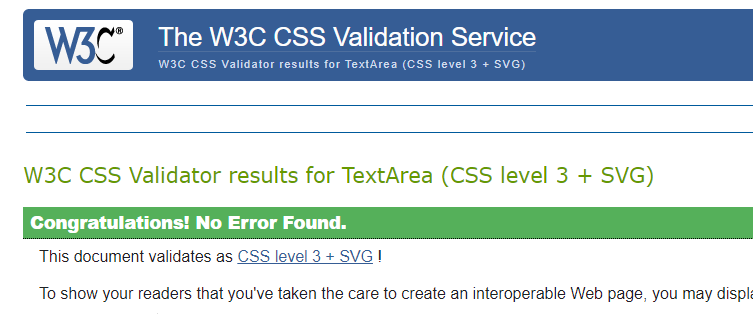 W3C®
The W3C CSS Validation Service
W3C CSS Validator results for TextArea (CSS level 3 + SVG)
W3C CSS Validator results for TextArea (CSS level 3 + SVG)
Congratulations! No Error Found.
This document validates as CSS level 3 + SVG !
To show your readers that you've taken the care to create an interoperable Web page, you may